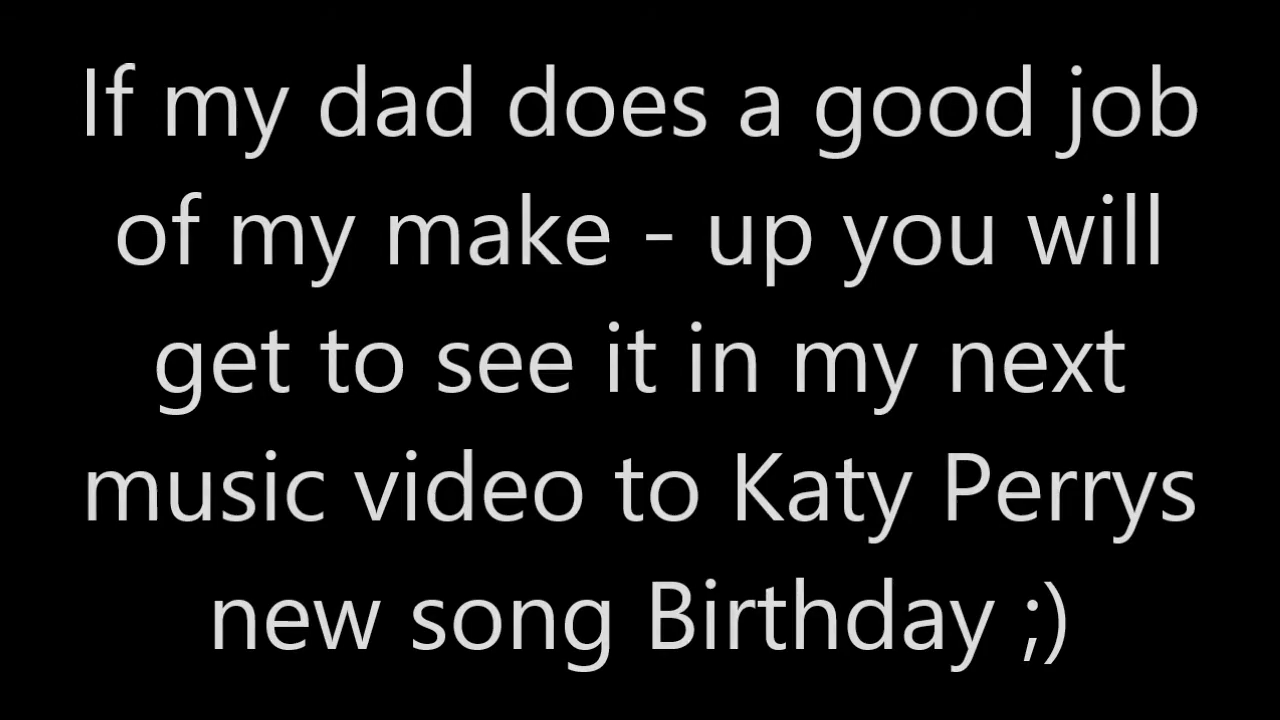 If my dad does a good job
of my make - up you will
get to see it in my next
music video to Katy Perrys
new song Birthday ;)